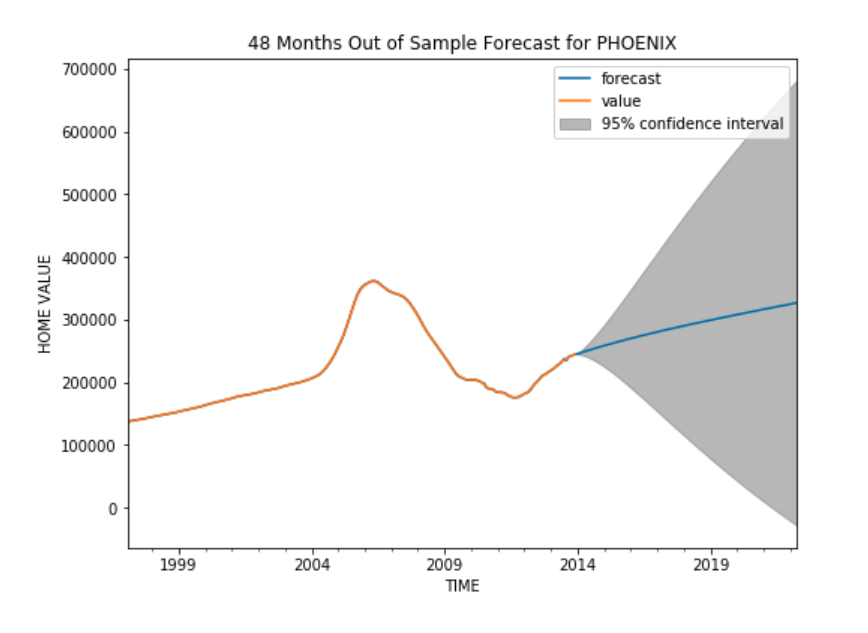 48 Months Out of Sample Forecast for PHOENIX
forecast
value
95% confidence interval
HOME VALUE
700000
600000
500000
400000
300000
200000
100000
0
1999 2004 2009 2014 2019
TIME